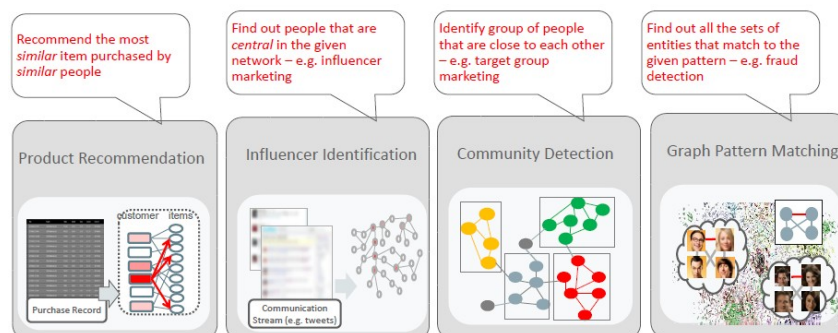 Recommend the most
similar item purchased by
similar people
Find out people that are
central in the given
network – e.g. influencer
marketing
Identify group of people
that are close to each other
– e.g. target group
marketing
Find out all the sets of
entities that match to the
given pattern – e.g. fraud
detection
Product Recommendation
customer items
Purchase Record
Influencer Identification
Communication
Stream (e.g. tweets)
Community Detection
Graph Pattern Matching